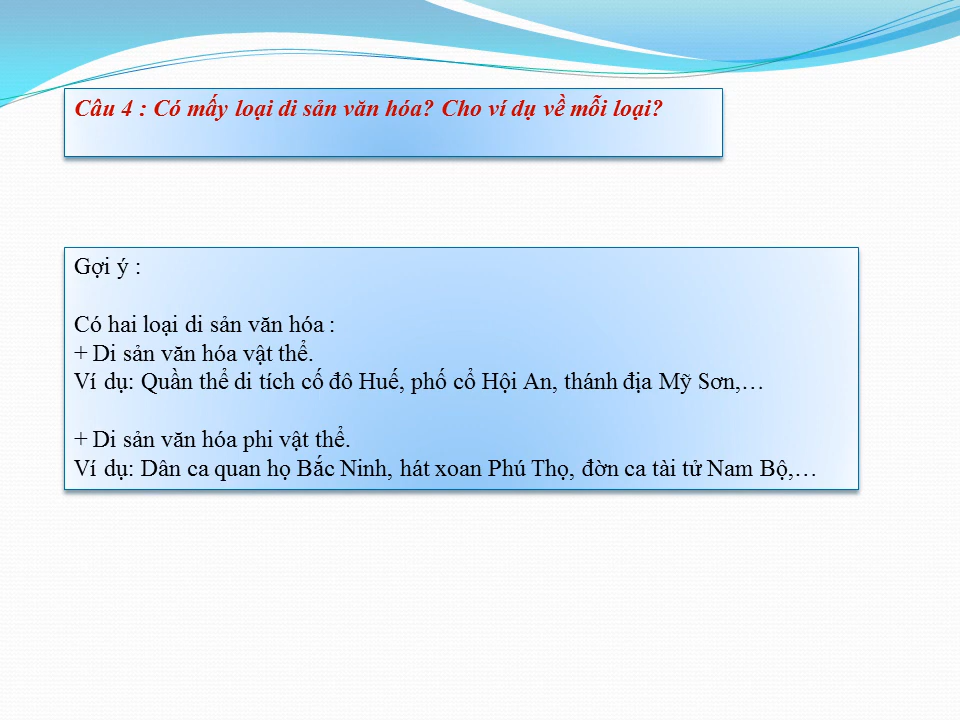 Câu 4 : Có mấy loại di sản văn hóa? Cho ví dụ về mỗi loại?
Gợi ý :
Có hai loại di sản văn hóa :
+ Di sản văn hóa vật thể.
Ví dụ: Quần thể di tích cố đô Huế, phố cổ Hội An, thánh địa Mỹ Sơn,…
+ Di sản văn hóa phi vật thể.
Ví dụ: Dân ca quan họ Bắc Ninh, hát xoan Phú Thọ, đờn ca tài tử Nam Bộ,…